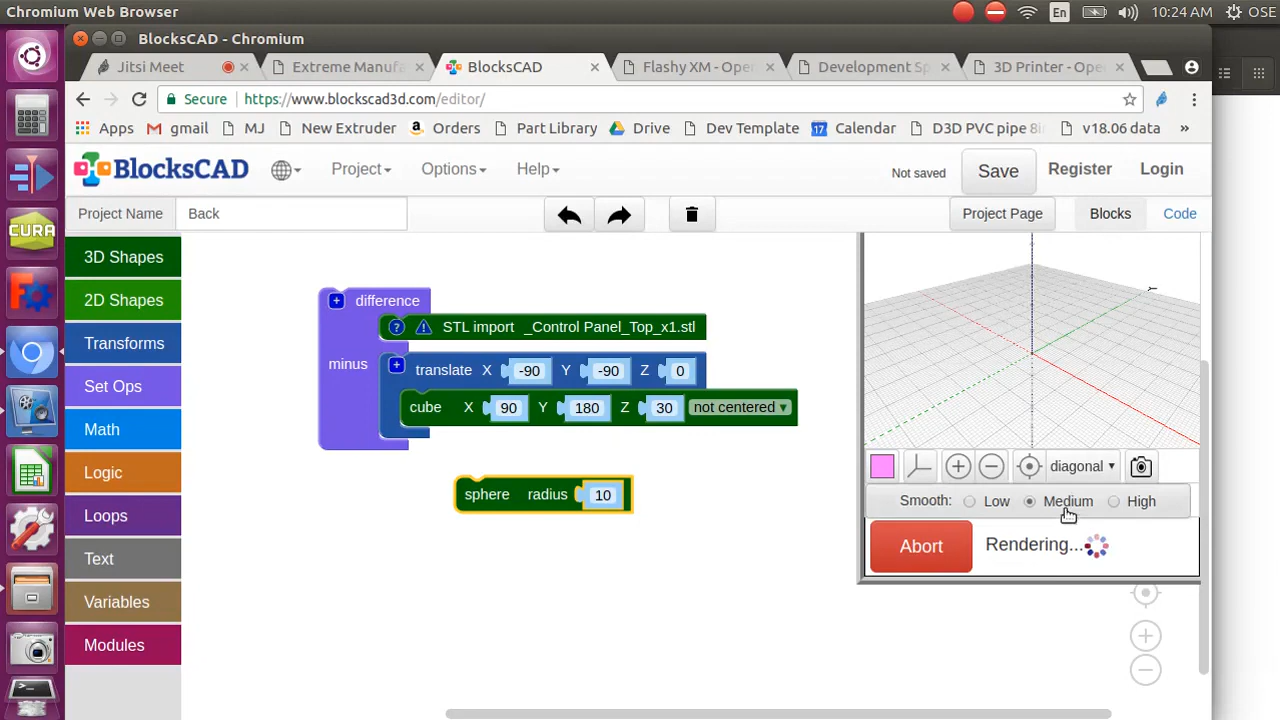 Chromium Web Browser
En
10:24 AM
OSE
BlocksCAD - Chromium
Jitsi Meet
Extreme Manufa
BlocksCAD
Flashy XM - Ope
Development Sp
3D Printer - Ope
Secure
https://www.blockscad3d.com/editor/
Apps
gmail
MJ
New Extruder
Orders
Part Library
Drive
Dev Template
17 Calendar
D3D PVC pipe 8i
v18.06 data
»
BlocksCAD
Project
Options
Help
Not saved
Save
Register
Login
Project Name
Back
Project Page
Blocks
Code
3D Shapes
2D Shapes
Transforms
Set Ops
Math
Logic
Loops
Text
Variables
Modules
CURA
+ difference
? STL import _Control Panel_Top_x1.stl
minus
+ translate X -90 Y -90 Z 0
cube X 90 Y 180 Z 30 not centered
sphere radius 10
diagonal
Smooth: Low Medium High
Abort
Rendering...